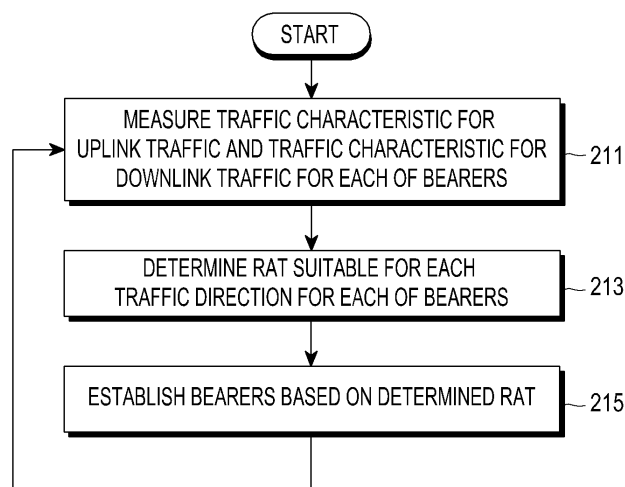 START
MEASURE TRAFFIC CHARACTERISTIC FOR
UPLINK TRAFFIC AND TRAFFIC CHARACTERISTIC FOR
DOWNLINK TRAFFIC FOR EACH OF BEARERS
211
DETERMINE RAT SUITABLE FOR EACH
TRAFFIC DIRECTION FOR EACH OF BEARERS
213
ESTABLISH BEARERS BASED ON DETERMINED RAT
215